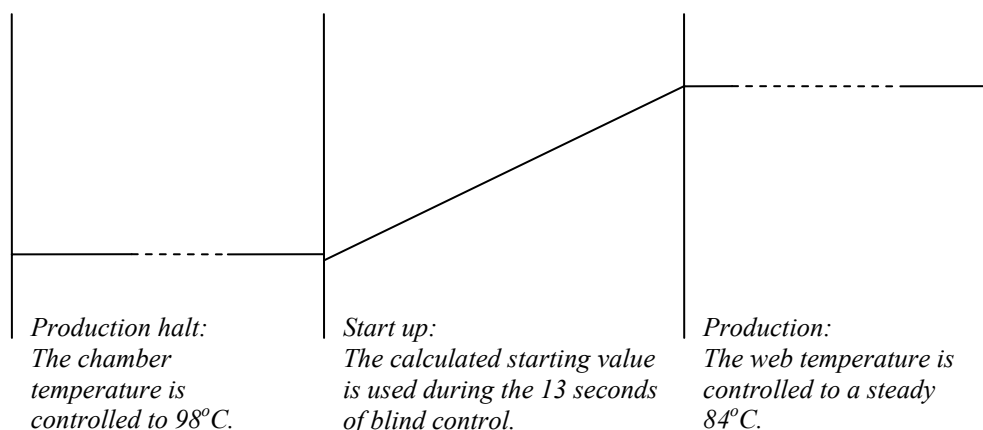 Production halt:
The chamber
temperature is
controlled to 98°C.
Start up:
The calculated starting value
is used during the 13 seconds
of blind control.
Production:
The web temperature is
controlled to a steady
84°C.